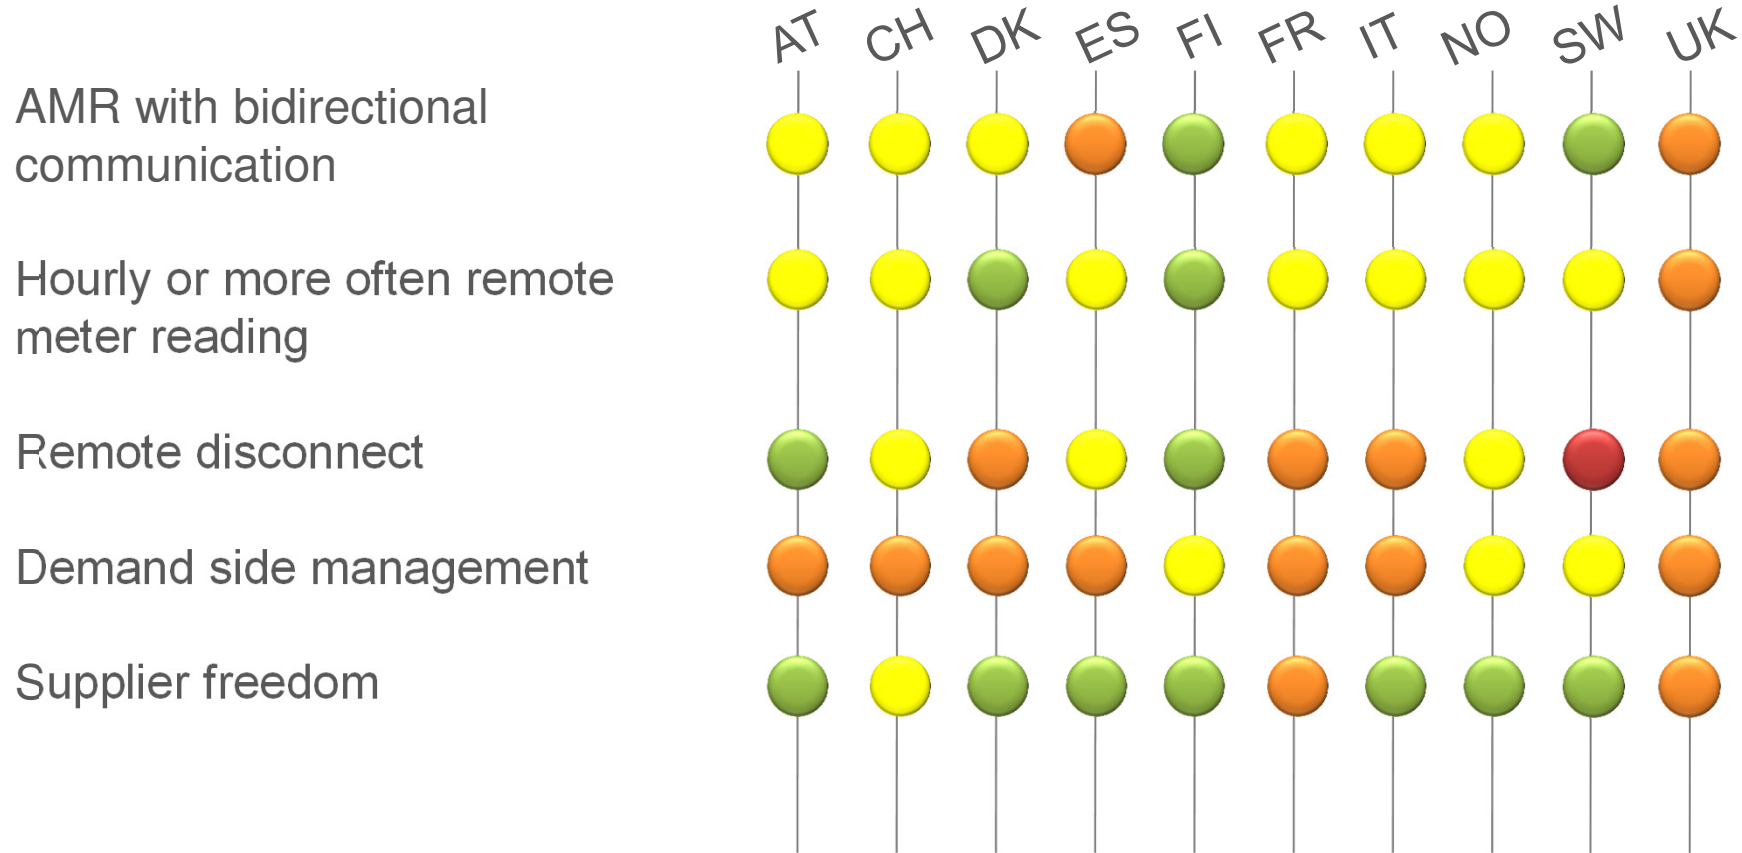 AT CH DK ES FI FR IT NO SW UK
AMR with bidirectional
communication
Hourly or more often remote
meter reading
Remote disconnect
Demand side management
Supplier freedom